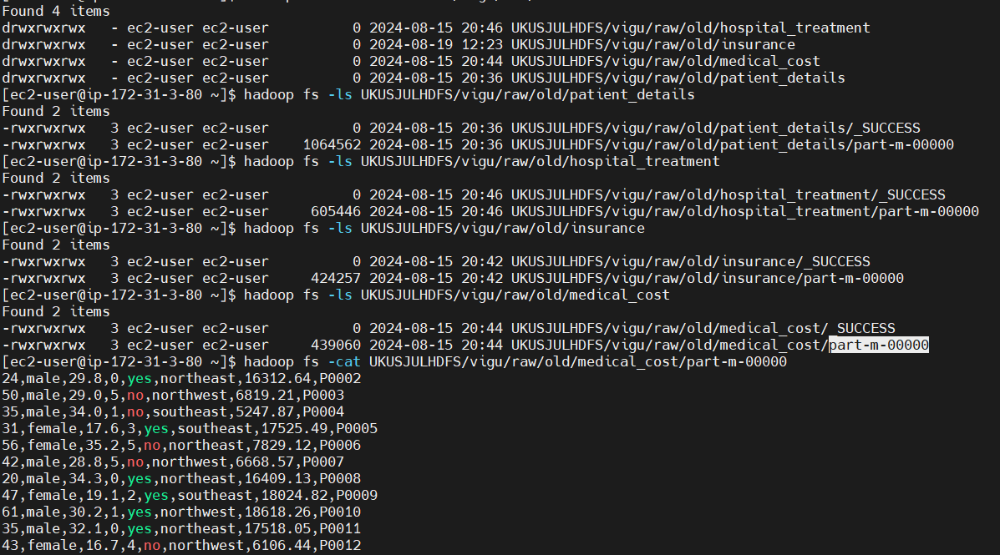 Found 4 items
drwxrwxrwx   - ec2-user ec2-user          0 2024-08-15 20:46 UKUSJULHDFS/vigu/raw/old/hospital_treatment
drwxrwxrwx   - ec2-user ec2-user          0 2024-08-19 12:23 UKUSJULHDFS/vigu/raw/old/insurance
drwxrwxrwx   - ec2-user ec2-user          0 2024-08-15 20:44 UKUSJULHDFS/vigu/raw/old/medical_cost
drwxrwxrwx   - ec2-user ec2-user          0 2024-08-15 20:36 UKUSJULHDFS/vigu/raw/old/patient_details
[ec2-user@ip-172-31-3-80 ~]$ hadoop fs -ls UKUSJULHDFS/vigu/raw/old/patient_details
Found 2 items
-rwxrwxrwx   3 ec2-user ec2-user          0 2024-08-15 20:36 UKUSJULHDFS/vigu/raw/old/patient_details/_SUCCESS
-rwxrwxrwx   3 ec2-user ec2-user    1064562 2024-08-15 20:36 UKUSJULHDFS/vigu/raw/old/patient_details/part-m-00000
[ec2-user@ip-172-31-3-80 ~]$ hadoop fs -ls UKUSJULHDFS/vigu/raw/old/hospital_treatment
Found 2 items
-rwxrwxrwx   3 ec2-user ec2-user          0 2024-08-15 20:46 UKUSJULHDFS/vigu/raw/old/hospital_treatment/_SUCCESS
-rwxrwxrwx   3 ec2-user ec2-user     605446 2024-08-15 20:46 UKUSJULHDFS/vigu/raw/old/hospital_treatment/part-m-00000
[ec2-user@ip-172-31-3-80 ~]$ hadoop fs -ls UKUSJULHDFS/vigu/raw/old/insurance
Found 2 items
-rwxrwxrwx   3 ec2-user ec2-user          0 2024-08-15 20:42 UKUSJULHDFS/vigu/raw/old/insurance/_SUCCESS
-rwxrwxrwx   3 ec2-user ec2-user     424257 2024-08-15 20:42 UKUSJULHDFS/vigu/raw/old/insurance/part-m-00000
[ec2-user@ip-172-31-3-80 ~]$ hadoop fs -ls UKUSJULHDFS/vigu/raw/old/medical_cost
Found 2 items
-rwxrwxrwx   3 ec2-user ec2-user          0 2024-08-15 20:44 UKUSJULHDFS/vigu/raw/old/medical_cost/_SUCCESS
-rwxrwxrwx   3 ec2-user ec2-user     439060 2024-08-15 20:44 UKUSJULHDFS/vigu/raw/old/medical_cost/part-m-00000
[ec2-user@ip-172-31-3-80 ~]$ hadoop fs -cat UKUSJULHDFS/vigu/raw/old/medical_cost/part-m-00000
24,male,29.8,0,yes,northeast,16312.64,P0002
50,male,29.0,5,no,northwest,6819.21,P0003
35,male,34.0,1,no,southeast,5247.87,P0004
31,female,17.6,3,yes,southeast,17525.49,P0005
56,female,35.2,5,no,northeast,7829.12,P0006
42,male,28.8,5,no,northwest,6668.57,P0007
20,male,34.3,0,yes,northeast,16409.13,P0008
47,female,19.1,2,yes,southeast,18024.82,P0009
61,male,30.2,1,yes,northwest,18618.26,P0010
35,male,32.1,0,yes,northeast,17518.05,P0011
43,female,16.7,4,no,northwest,6106.44,P0012